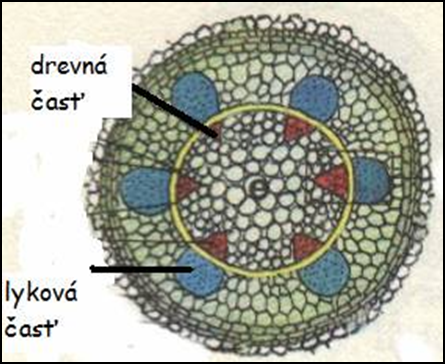 drevná
časť
e
lyková
časť